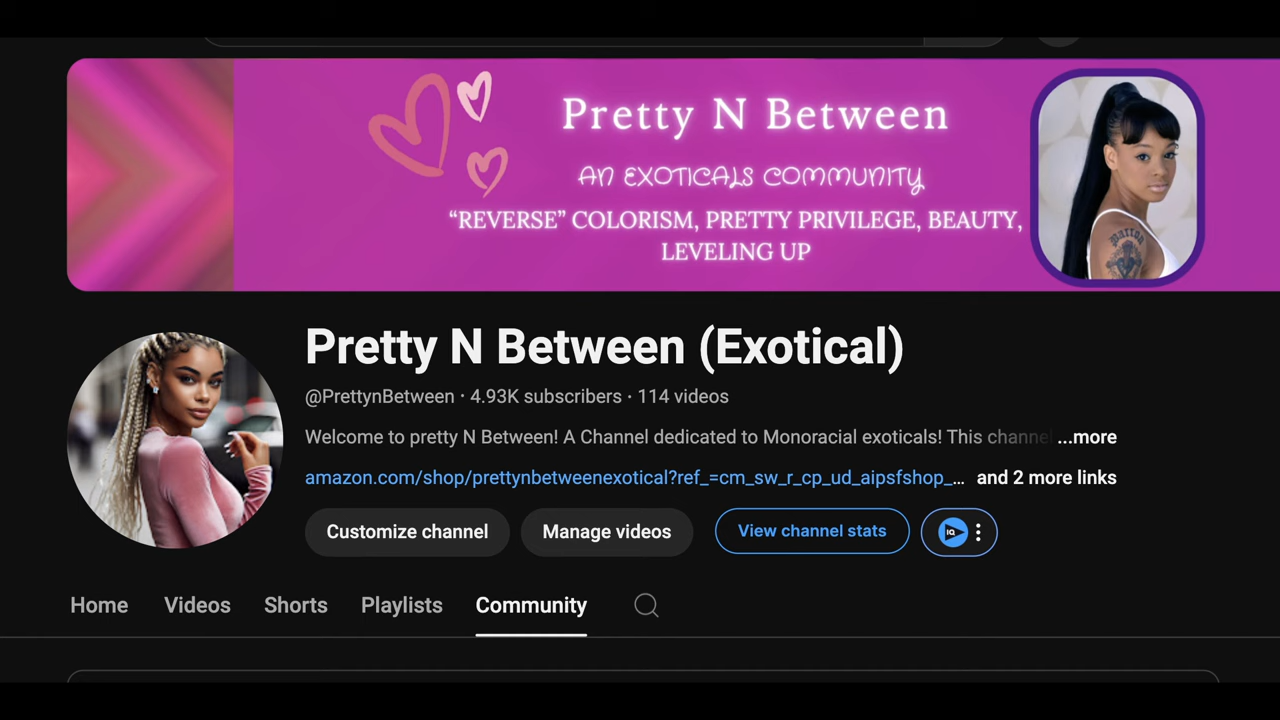 Pretty N Between
AN EXOTICALS COMMUNITY
“REVERSE” COLORISM, PRETTY PRIVILEGE, BEAUTY,
LEVELING UP
Pretty N Between (Exotical)
@PrettynBetween · 4.93K subscribers · 114 videos
Welcome to pretty N Between! A Channel dedicated to Monoracial exoticals! This channel ...more
amazon.com/shop/prettynbetweenexotical?ref_=cm_sw_r_cp_ud_aipsfshop_... and 2 more links
Customize channel Manage videos View channel stats IQ
Home Videos Shorts Playlists Community